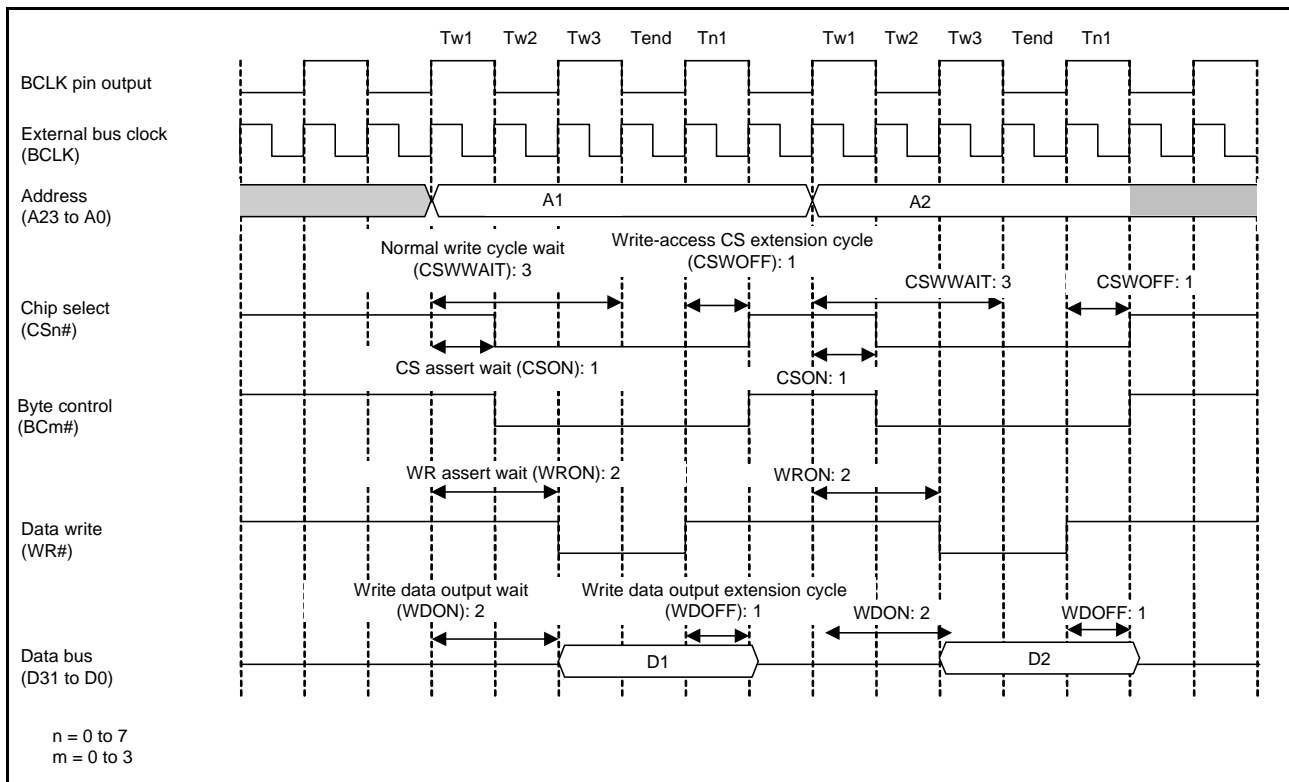 Tw1 Tw2 Tw3 Tend Tn1 Tw1 Tw2 Tw3 Tend Tn1
BCLK pin output
External bus clock
(BCLK)
Address
(A23 to A0)
A1
A2
Normal write cycle wait
(CSWWAIT): 3
Write-access CS extension cycle
(CSWOFF): 1
CSWWAIT: 3
CSWOFF: 1
Chip select
(CSn#)
CS assert wait (CSON): 1
CSON: 1
Byte control
(BCm#)
WR assert wait (WRON): 2
WRON: 2
Data write
(WR#)
Write data output wait
(WDON): 2
Write data output extension cycle
(WDOFF): 1
WDON: 2
WDOFF: 1
Data bus
(D31 to D0)
D1
D2
n = 0 to 7
m = 0 to 3